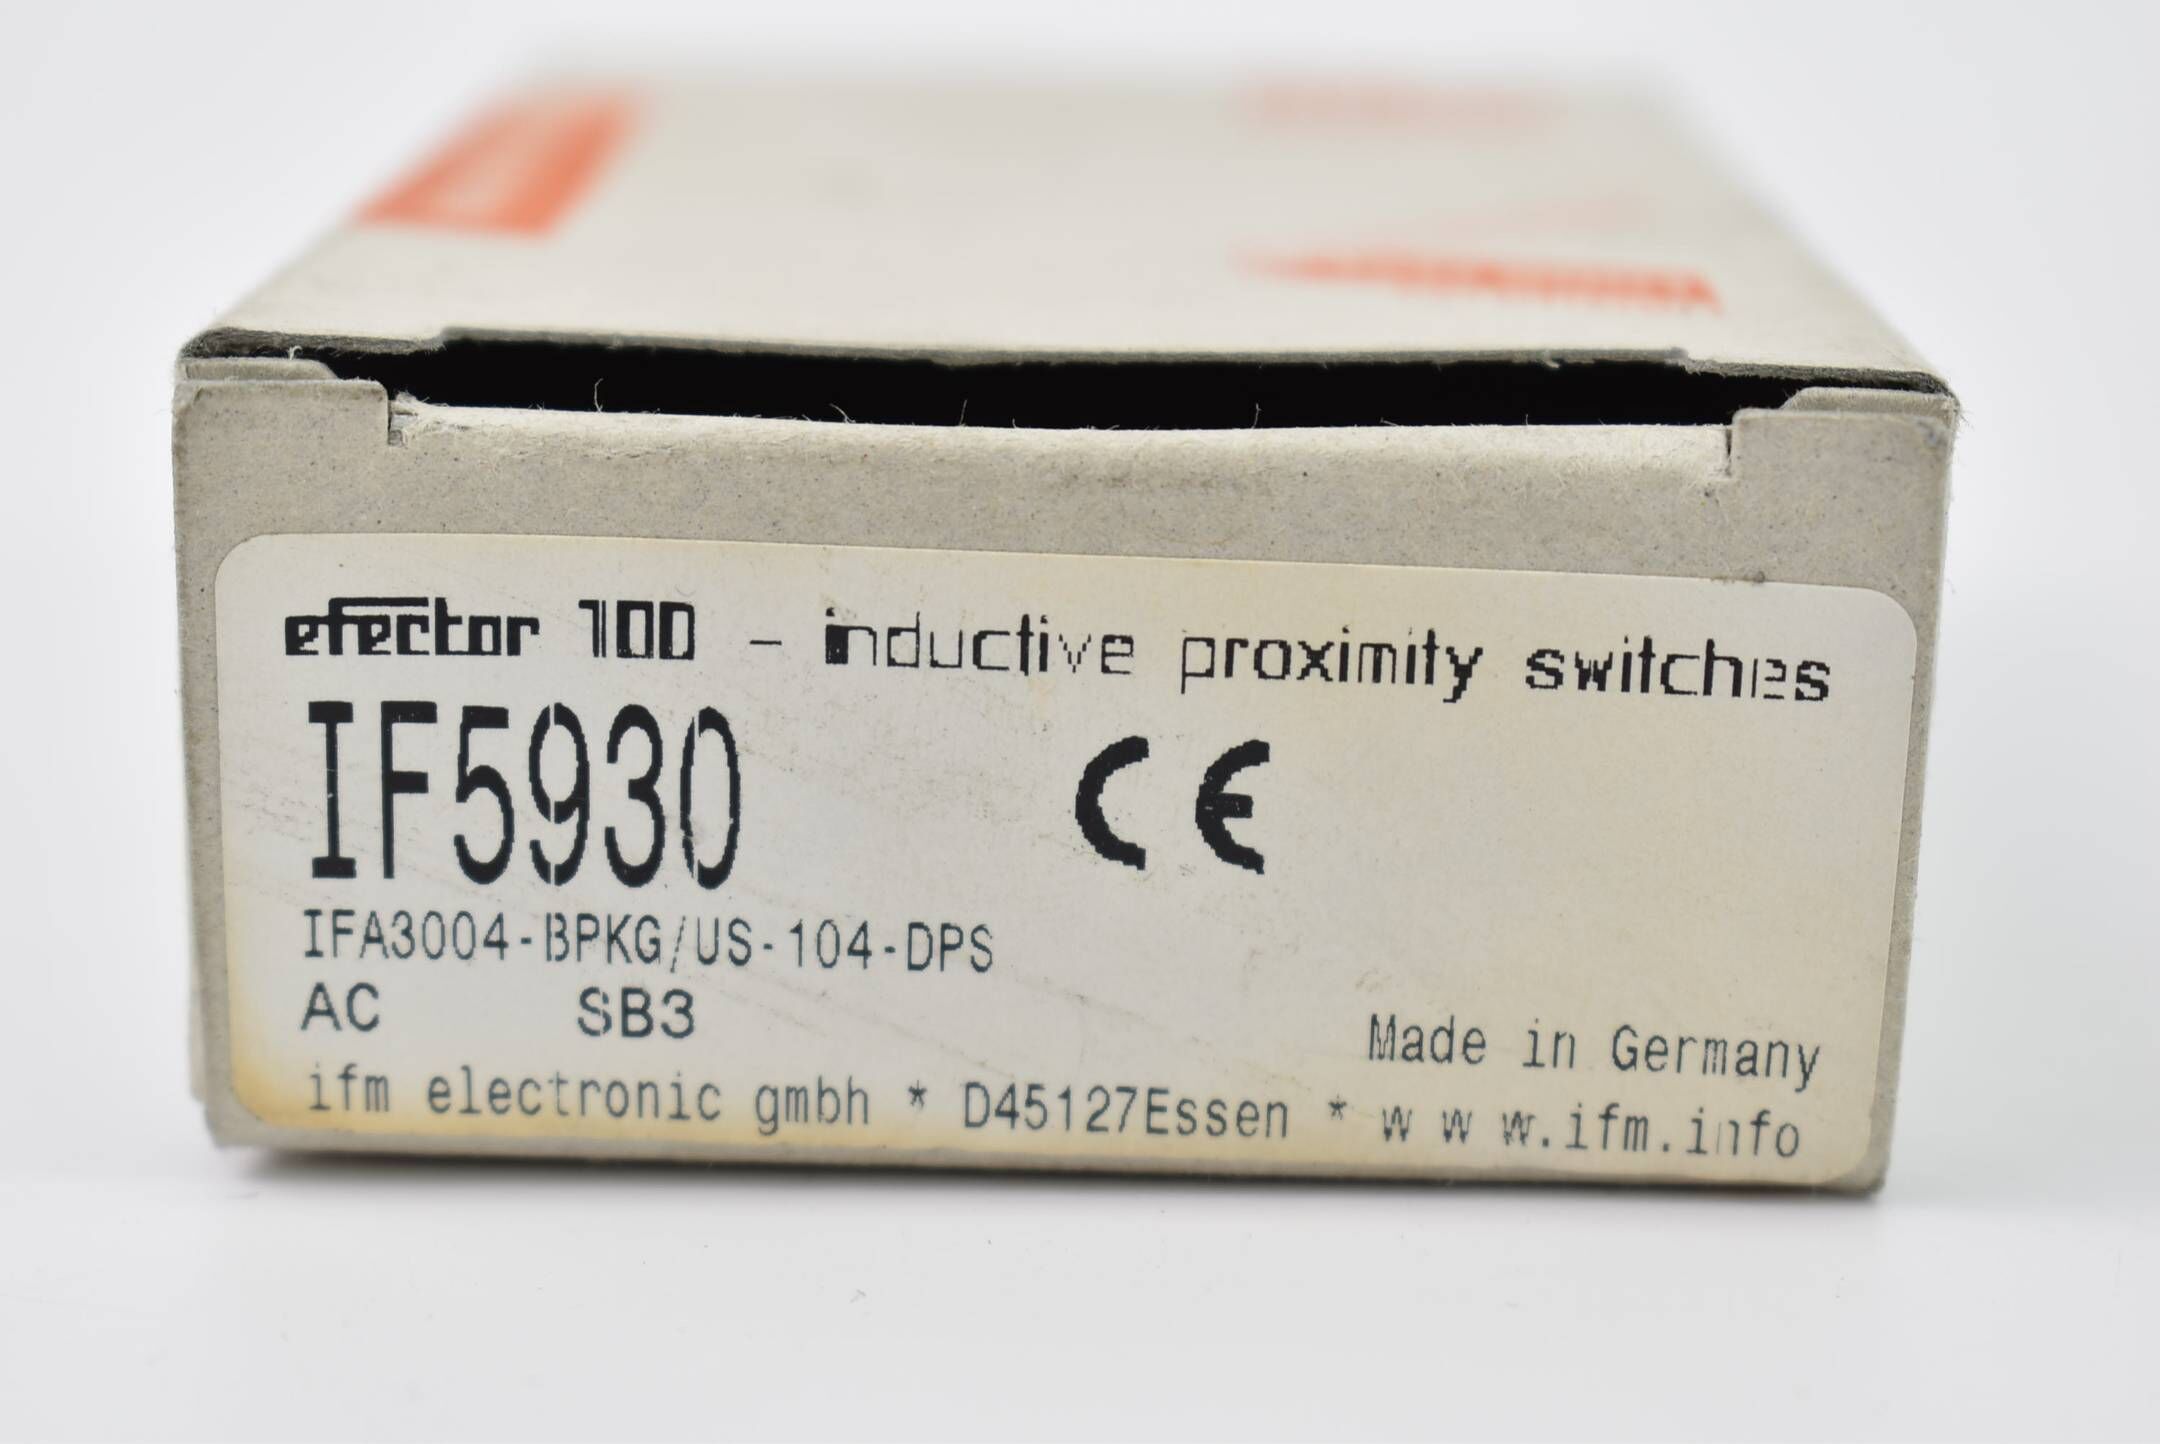 efector 100 - inductive proximity switches
IF5930
CE
IFA3004-BPKG/US-104-DPS
AC SB3
Made in Germany
ifm electronic gmbh * D45127Essen * w w w.ifm.info